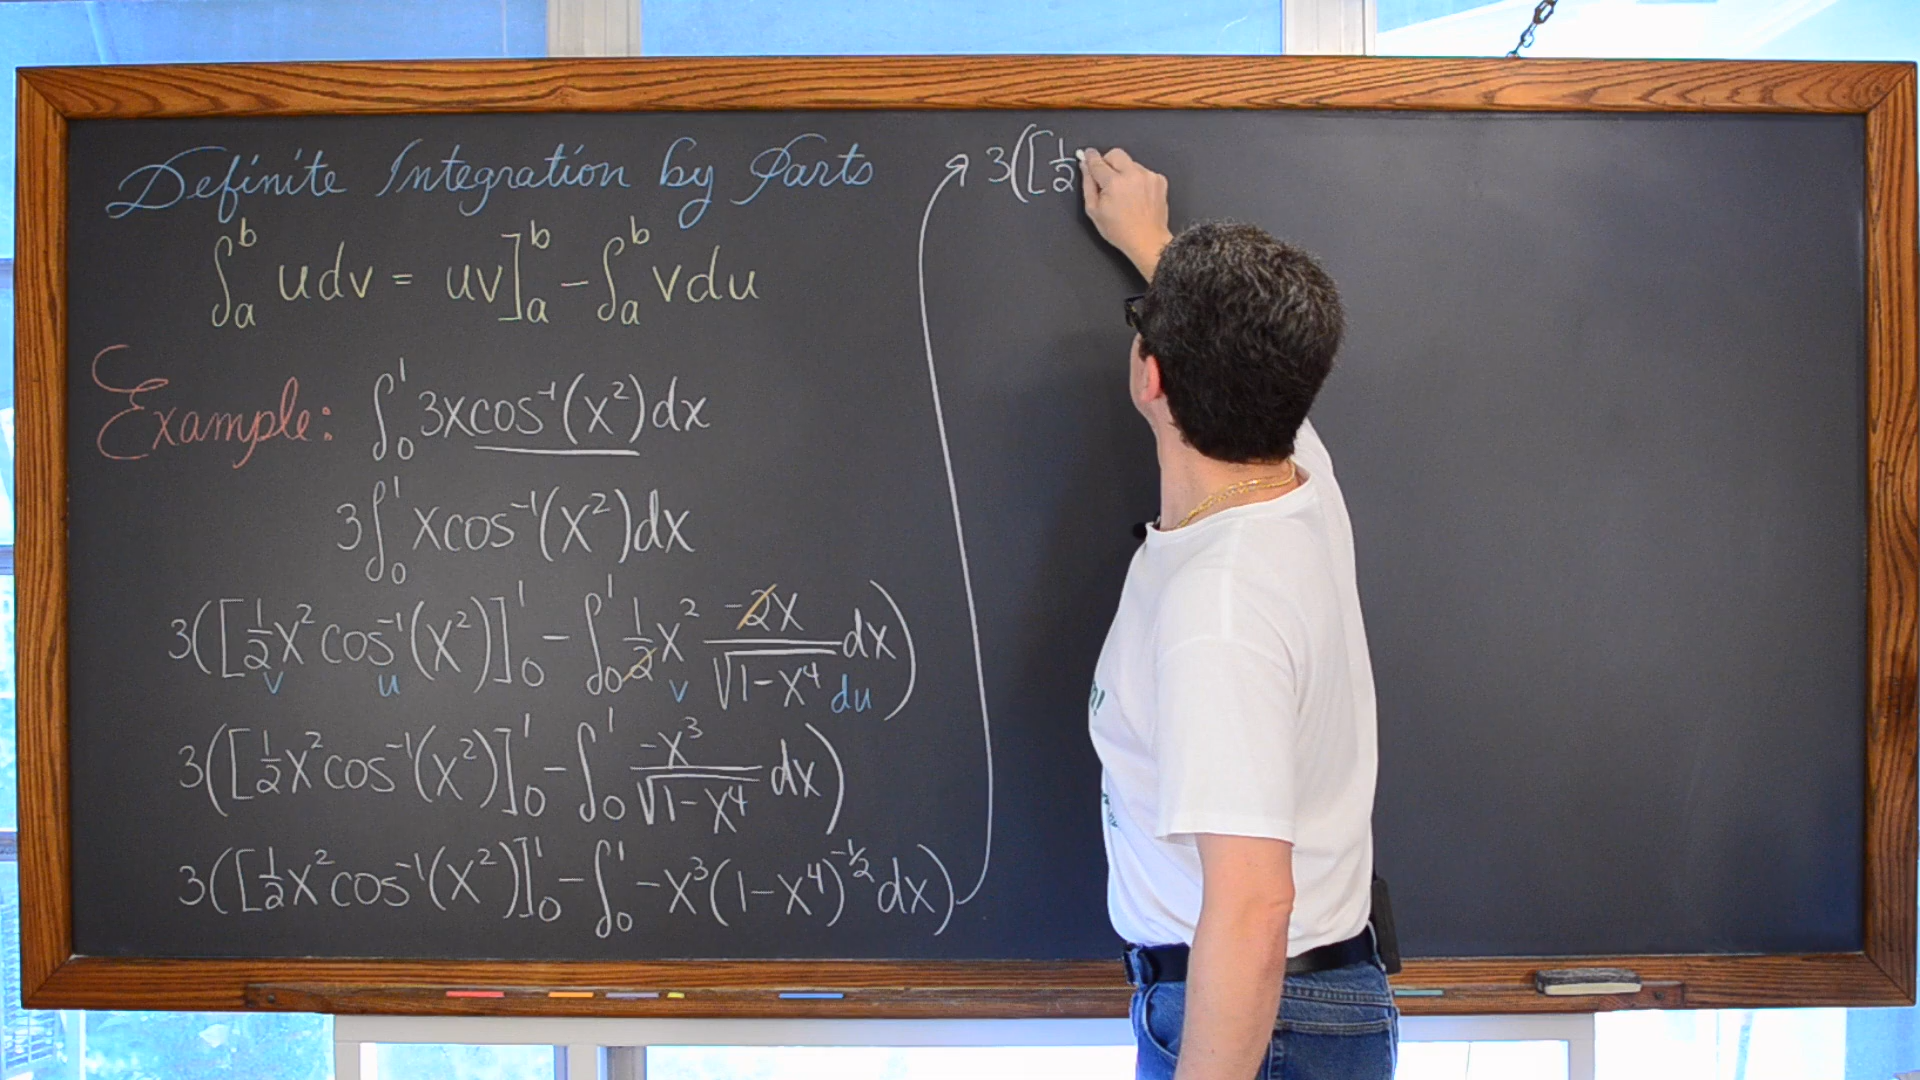 Definite Integration by Parts
∫ₐᵇ u dv = uv]ₐᵇ - ∫ₐᵇ v du
Example: ∫₀¹ 3x cos⁻¹(x²) dx
3∫₀¹ x cos⁻¹(x²) dx
3([½x² cos⁻¹(x²)]₀¹ - ∫₀¹ ½x² (-2x)/√(1-x⁴) dx)
v u v du
3([½x² cos⁻¹(x²)]₀¹ - ∫₀¹ (-x³)/√(1-x⁴) dx)
3([½x² cos⁻¹(x²)]₀¹ - ∫₀¹ -x³(1-x⁴)^(-½) dx)
3([½